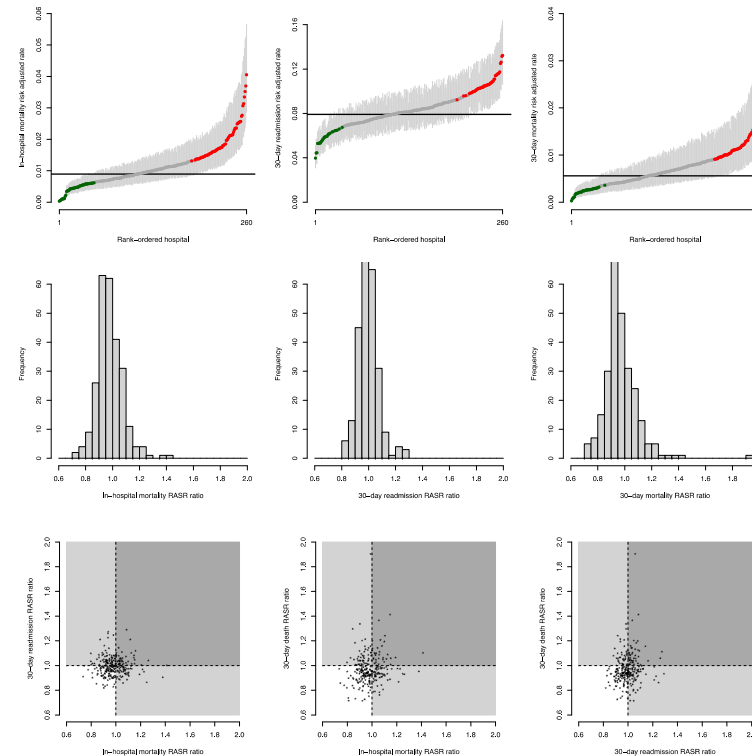 In−hospital mortality risk adjusted rate
0.00 0.01 0.02 0.03 0.04 0.05 0.06
1 260
Rank−ordered hospital
30−day readmission risk adjusted rate
0.00 0.04 0.08 0.12 0.16
1 260
Rank−ordered hospital
30−day mortality risk adjusted rate
0.00 0.01 0.02 0.03 0.04
1
Rank−ordered hospital
Frequency
0 10 20 30 40 50 60
0.6 0.8 1.0 1.2 1.4 1.6 1.8 2.0
In−hospital mortality RASR ratio
Frequency
0 10 20 30 40 50 60
0.6 0.8 1.0 1.2 1.4 1.6 1.8 2.0
30−day readmission RASR ratio
Frequency
0 10 20 30 40 50 60
0.6 0.8 1.0 1.2 1.4 1.6 1.8
30−day mortality RASR ratio
30−day readmission RASR ratio
0.6 0.8 1.0 1.2 1.4 1.6 1.8 2.0
0.6 0.8 1.0 1.2 1.4 1.6 1.8 2.0
In−hospital mortality RASR ratio
30−day death RASR ratio
0.6 0.8 1.0 1.2 1.4 1.6 1.8 2.0
0.6 0.8 1.0 1.2 1.4 1.6 1.8 2.0
In−hospital mortality RASR ratio
30−day death RASR ratio
0.6 0.8 1.0 1.2 1.4 1.6 1.8 2.0
0.6 0.8 1.0 1.2 1.4 1.6 1.8 2.0
30−day readmission RASR ratio